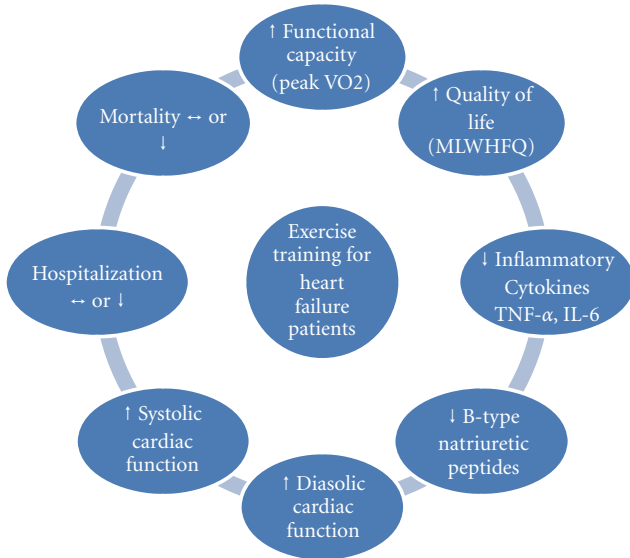 ↑ Functional
capacity
(peak VO2)
↑ Quality of
life
(MLWHFQ)
↓ Inflammatory
Cytokines
TNF-α, IL-6
↓ B-type
natriuretic
peptides
↑ Diasolic
cardiac
function
↑ Systolic
cardiac
function
Hospitalization
↔ or ↓
Mortality ↔ or
↓
Exercise
training for
heart
failure
patients